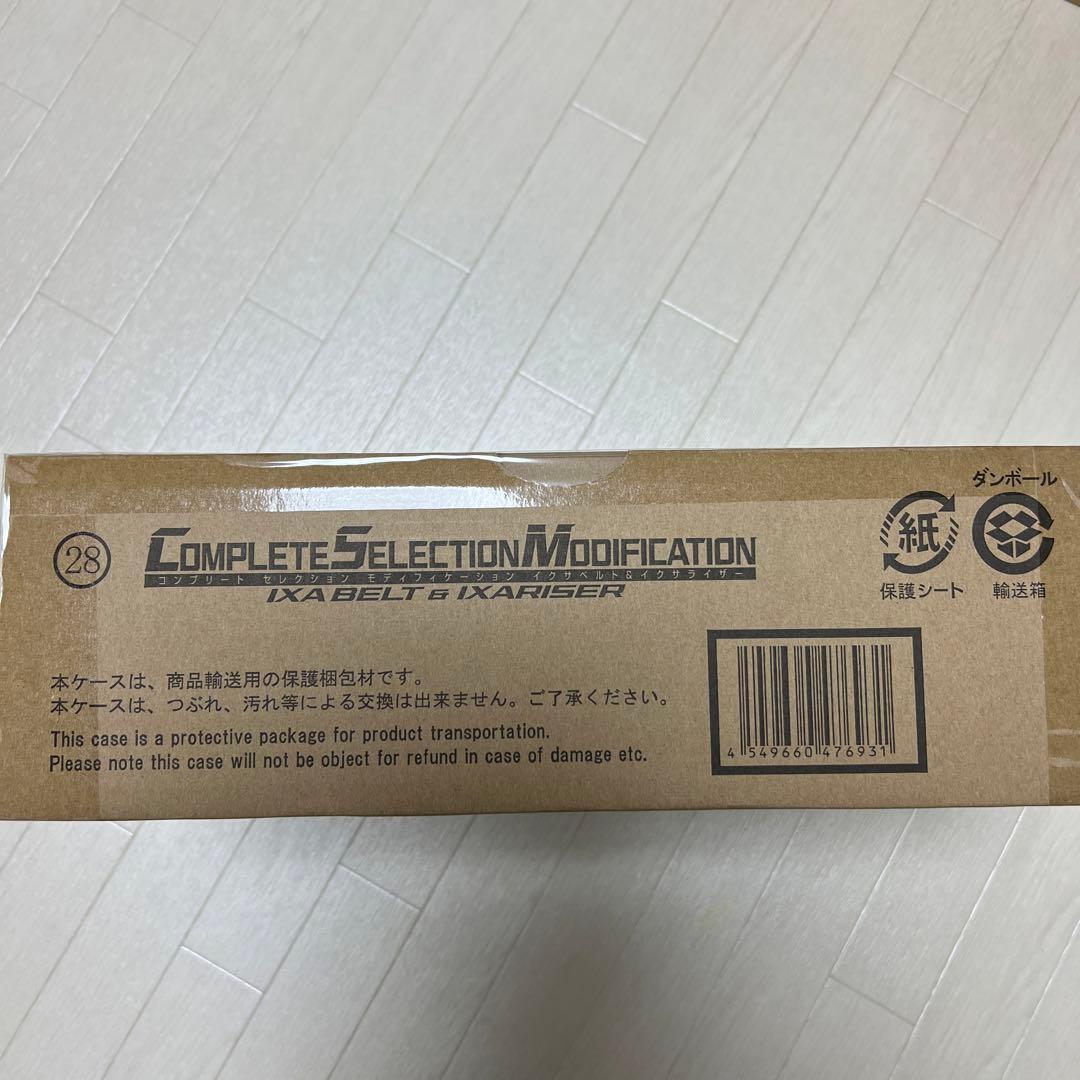 ダンボール
紙
28
COMPLETE SELECTION MODIFICATION
コンプリート セレクション モディフィケーション イクサベルト&イクサライザー
IXA BELT & IXARISER
保護シート 輸送箱
本ケースは、商品輸送用の保護梱包材です。
本ケースは、つぶれ、汚れ等による交換は出来ません。ご了承ください。
This case is a protective package for product transportation.
Please note this case will not be object for refund in case of damage etc.
4 549660 476931